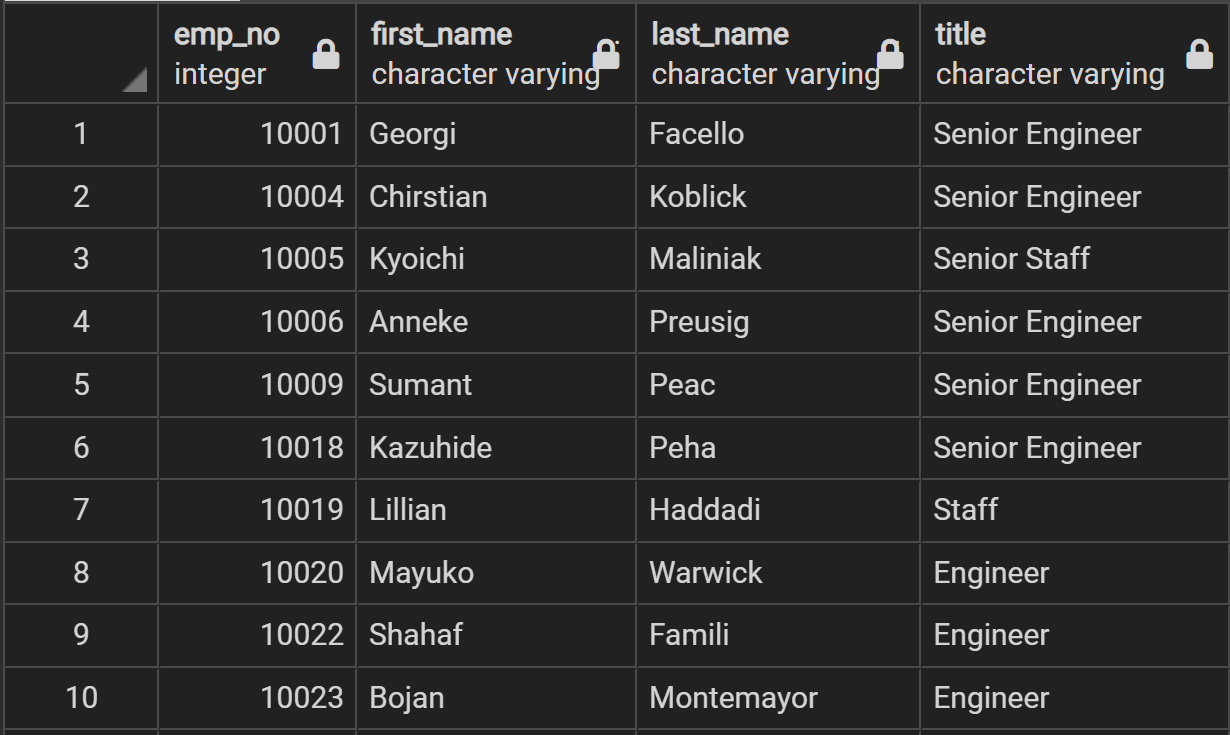 emp_no first_name last_name title
integer character varying character varying character varying
1 10001 Georgi Facello Senior Engineer
2 10004 Chirstian Koblick Senior Engineer
3 10005 Kyoichi Maliniak Senior Staff
4 10006 Anneke Preusig Senior Engineer
5 10009 Sumant Peac Senior Engineer
6 10018 Kazuhide Peha Senior Engineer
7 10019 Lillian Haddadi Staff
8 10020 Mayuko Warwick Engineer
9 10022 Shahaf Famili Engineer
10 10023 Bojan Montemayor Engineer